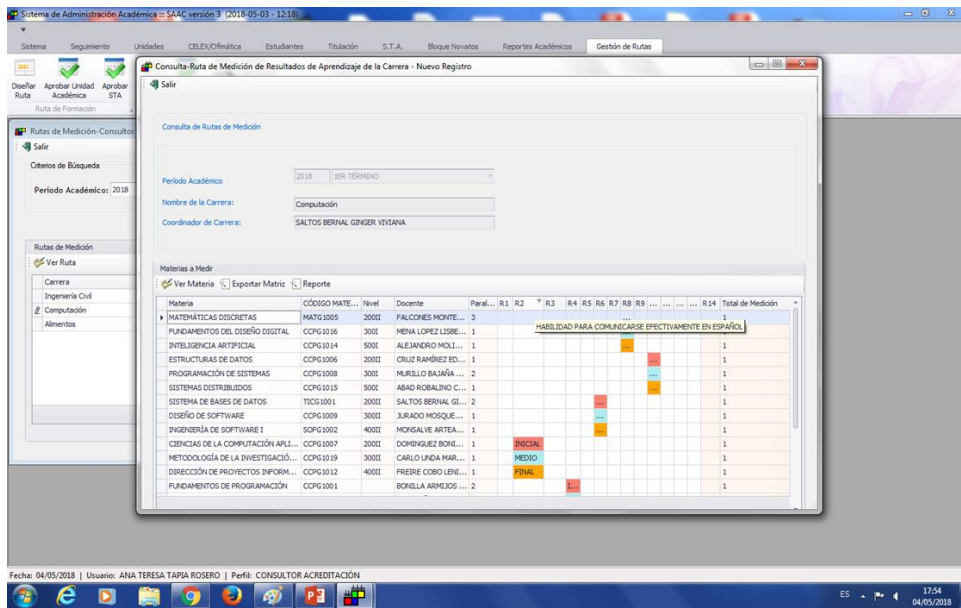 Sistema de Administración Académica ::: SAAC versión 3 (2018-05-03 - 12:18)
Sistema Seguimiento Unidades CELEX/Ofimática Estudiantes Titulación S.T.A. Bloque Novatos Reportes Académicos Gestión de Rutas
Diseñar Ruta
Aprobar Unidad Académica
Aprobar STA
Ruta de Formación
Rutas de Medición-Consultor
Salir
Criterios de Búsqueda
Periodo Académico: 2018
Rutas de Medición
Ver Ruta
Carrera
Ingeniería Civil
Computación
Alimentos
Consulta-Ruta de Medición de Resultados de Aprendizaje de la Carrera - Nuevo Registro
Salir
Consulta de Rutas de Medición
Período Académico 2018 1ER TÉRMINO
Nombre de la Carrera: Computación
Coordinador de Carrera: SALTOS BERNAL GINGER VIVIANA
Materias a Medir
Ver Materia Exportar Matriz Reporte
Materia CÓDIGO MATE... Nivel Docente Paral... R1 R2 R3 R4 R5 R6 R7 R8 R9 ... ... ... ... R14 Total de Medición
MATEMÁTICAS DISCRETAS MATG1005 200II FALCONES MONTE... 3 ... 1
HABILIDAD PARA COMUNICARSE EFECTIVAMENTE EN ESPAÑOL
FUNDAMENTOS DEL DISEÑO DIGITAL CCPG1016 300I MENA LOPEZ LISBE... 1 1
INTELIGENCIA ARTIFICIAL CCPG1014 500I ALEJANDRO MOLI... 1 ... 1
ESTRUCTURAS DE DATOS CCPG1006 200II CRUZ RAMÍREZ ED... 1 ... 1
PROGRAMACIÓN DE SISTEMAS CCPG1008 300I MURILLO BAJAÑA ... 2 ... 1
SISTEMAS DISTRIBUIDOS CCPG1015 500I ABAD ROBALINO C... 1 ... 1
SISTEMA DE BASES DE DATOS TICG1001 200II SALTOS BERNAL GI... 2 ... 1
DISEÑO DE SOFTWARE CCPG1009 300II JURADO MOSQUE... 1 ... 1
INGENIERÍA DE SOFTWARE I SOFG1002 400II MONSALVE ARTEA... 1 ... 1
CIENCIAS DE LA COMPUTACIÓN APLI... CCPG1007 200II DOMINGUEZ BONI... 1 INICIAL 1
METODOLOGÍA DE LA INVESTIGACIÓ... CCPG1019 300II CARLO UNDA MAR... 1 MEDIO 1
DIRECCIÓN DE PROYECTOS INFORM... CCPG1012 400II FREIRE COBO LENI... 1 FINAL 1
FUNDAMENTOS DE PROGRAMACIÓN CCPG1001 BONILLA ARMIJOS ... 2 I... 1
Fecha: 04/05/2018 | Usuario: ANA TERESA TAPIA ROSERO | Perfil: CONSULTOR ACREDITACIÓN
ES 17:54
04/05/2018